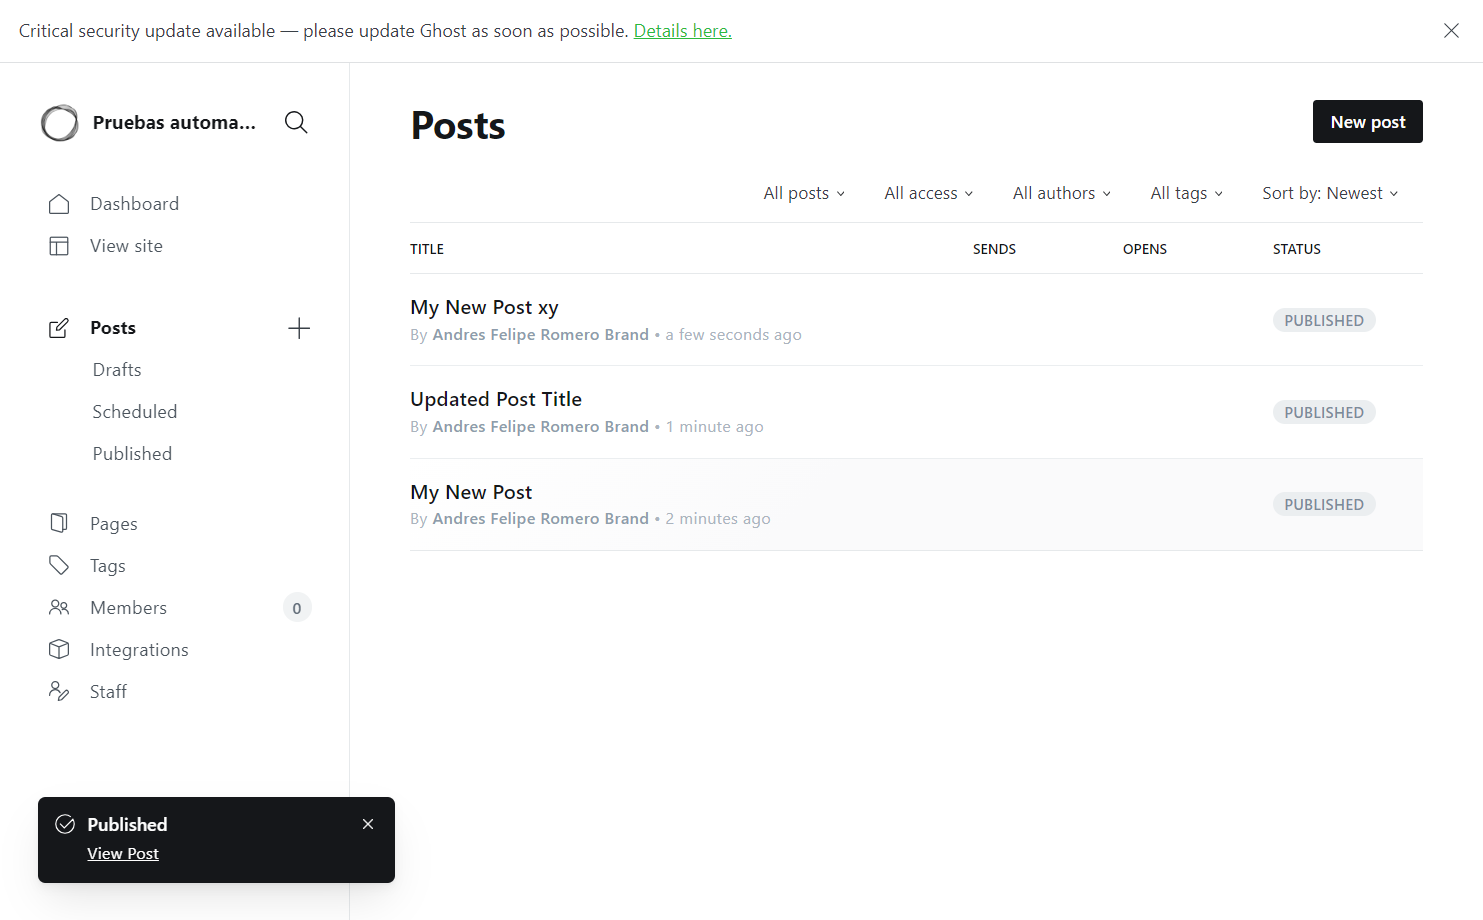 Critical security update available — please update Ghost as soon as possible. Details here.
Pruebas automa...
Dashboard
View site
Posts
Drafts
Scheduled
Published
Pages
Tags
Members 0
Integrations
Staff
Published
View Post
Posts
New post
All posts All access All authors All tags Sort by: Newest
TITLE SENDS OPENS STATUS
My New Post xy
By Andres Felipe Romero Brand • a few seconds ago
PUBLISHED
Updated Post Title
By Andres Felipe Romero Brand • 1 minute ago
PUBLISHED
My New Post
By Andres Felipe Romero Brand • 2 minutes ago
PUBLISHED